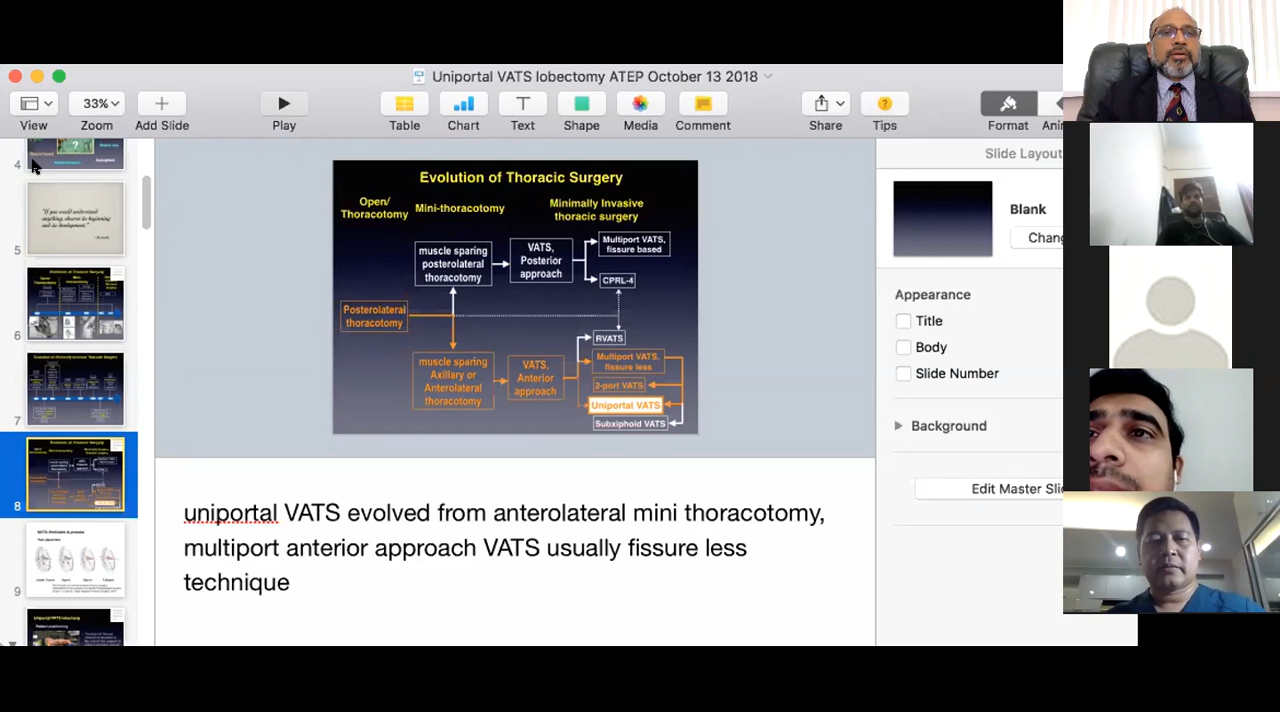 Uniportal VATS lobectomy ATEP October 13 2018
33%
View
Zoom
Add Slide
Play
Table
Chart
Text
Shape
Media
Comment
Share
Tips
Format
4
5
6
7
8
9
Evolution of Thoracic Surgery
Open/
Thoracotomy
Mini-thoracotomy
Minimally Invasive
thoracic surgery
muscle sparing
posterolateral
thoracotomy
VATS,
Posterior
approach
Multiport VATS,
fissure based
CPRL-4
Posterolateral
thoracotomy
RVATS
muscle sparing
Axillary or
Anterolateral
thoracotomy
VATS,
Anterior
approach
Multiport VATS,
fissure less
2-port VATS
Uniportal VATS
Subxiphoid VATS
uniportal VATS evolved from anterolateral mini thoracotomy,
multiport anterior approach VATS usually fissure less
technique
Slide Layout
Blank
Chang
Appearance
Title
Body
Slide Number
Background
Edit Master Slid